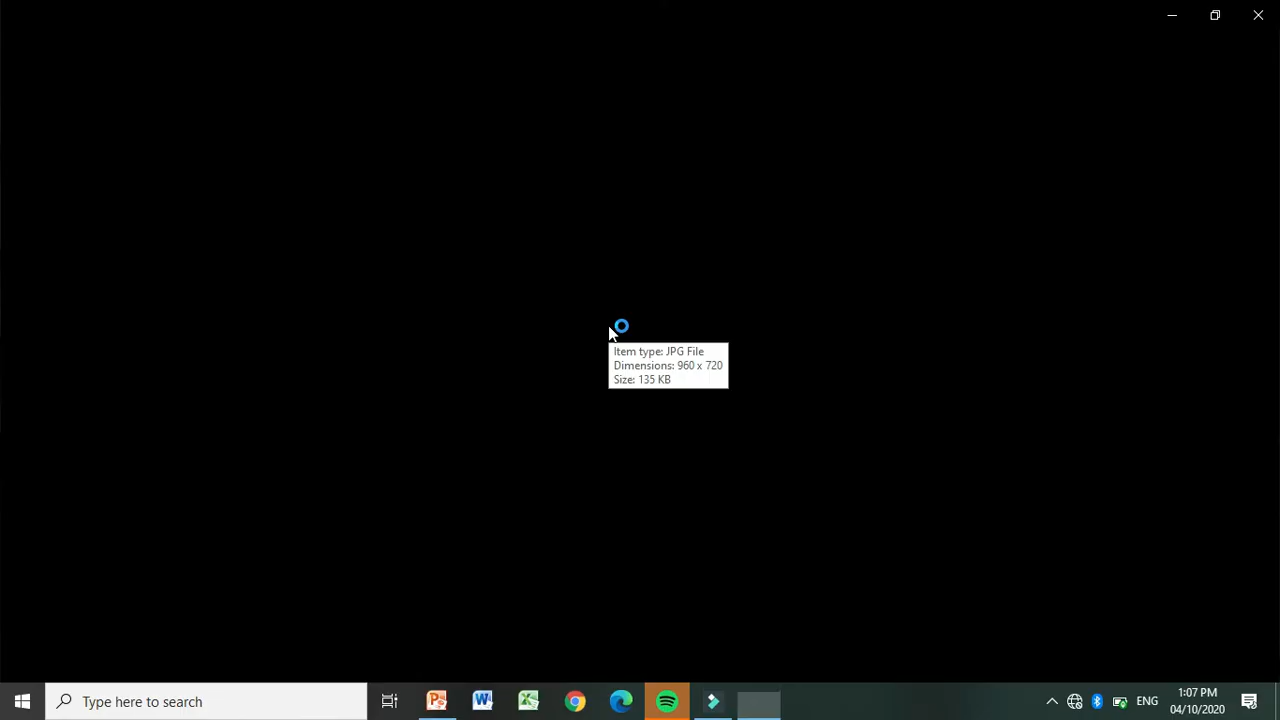 Item type: JPG File
Dimensions: 960 x 720
Size: 135 KB
Type here to search
ENG
1:07 PM
04/10/2020